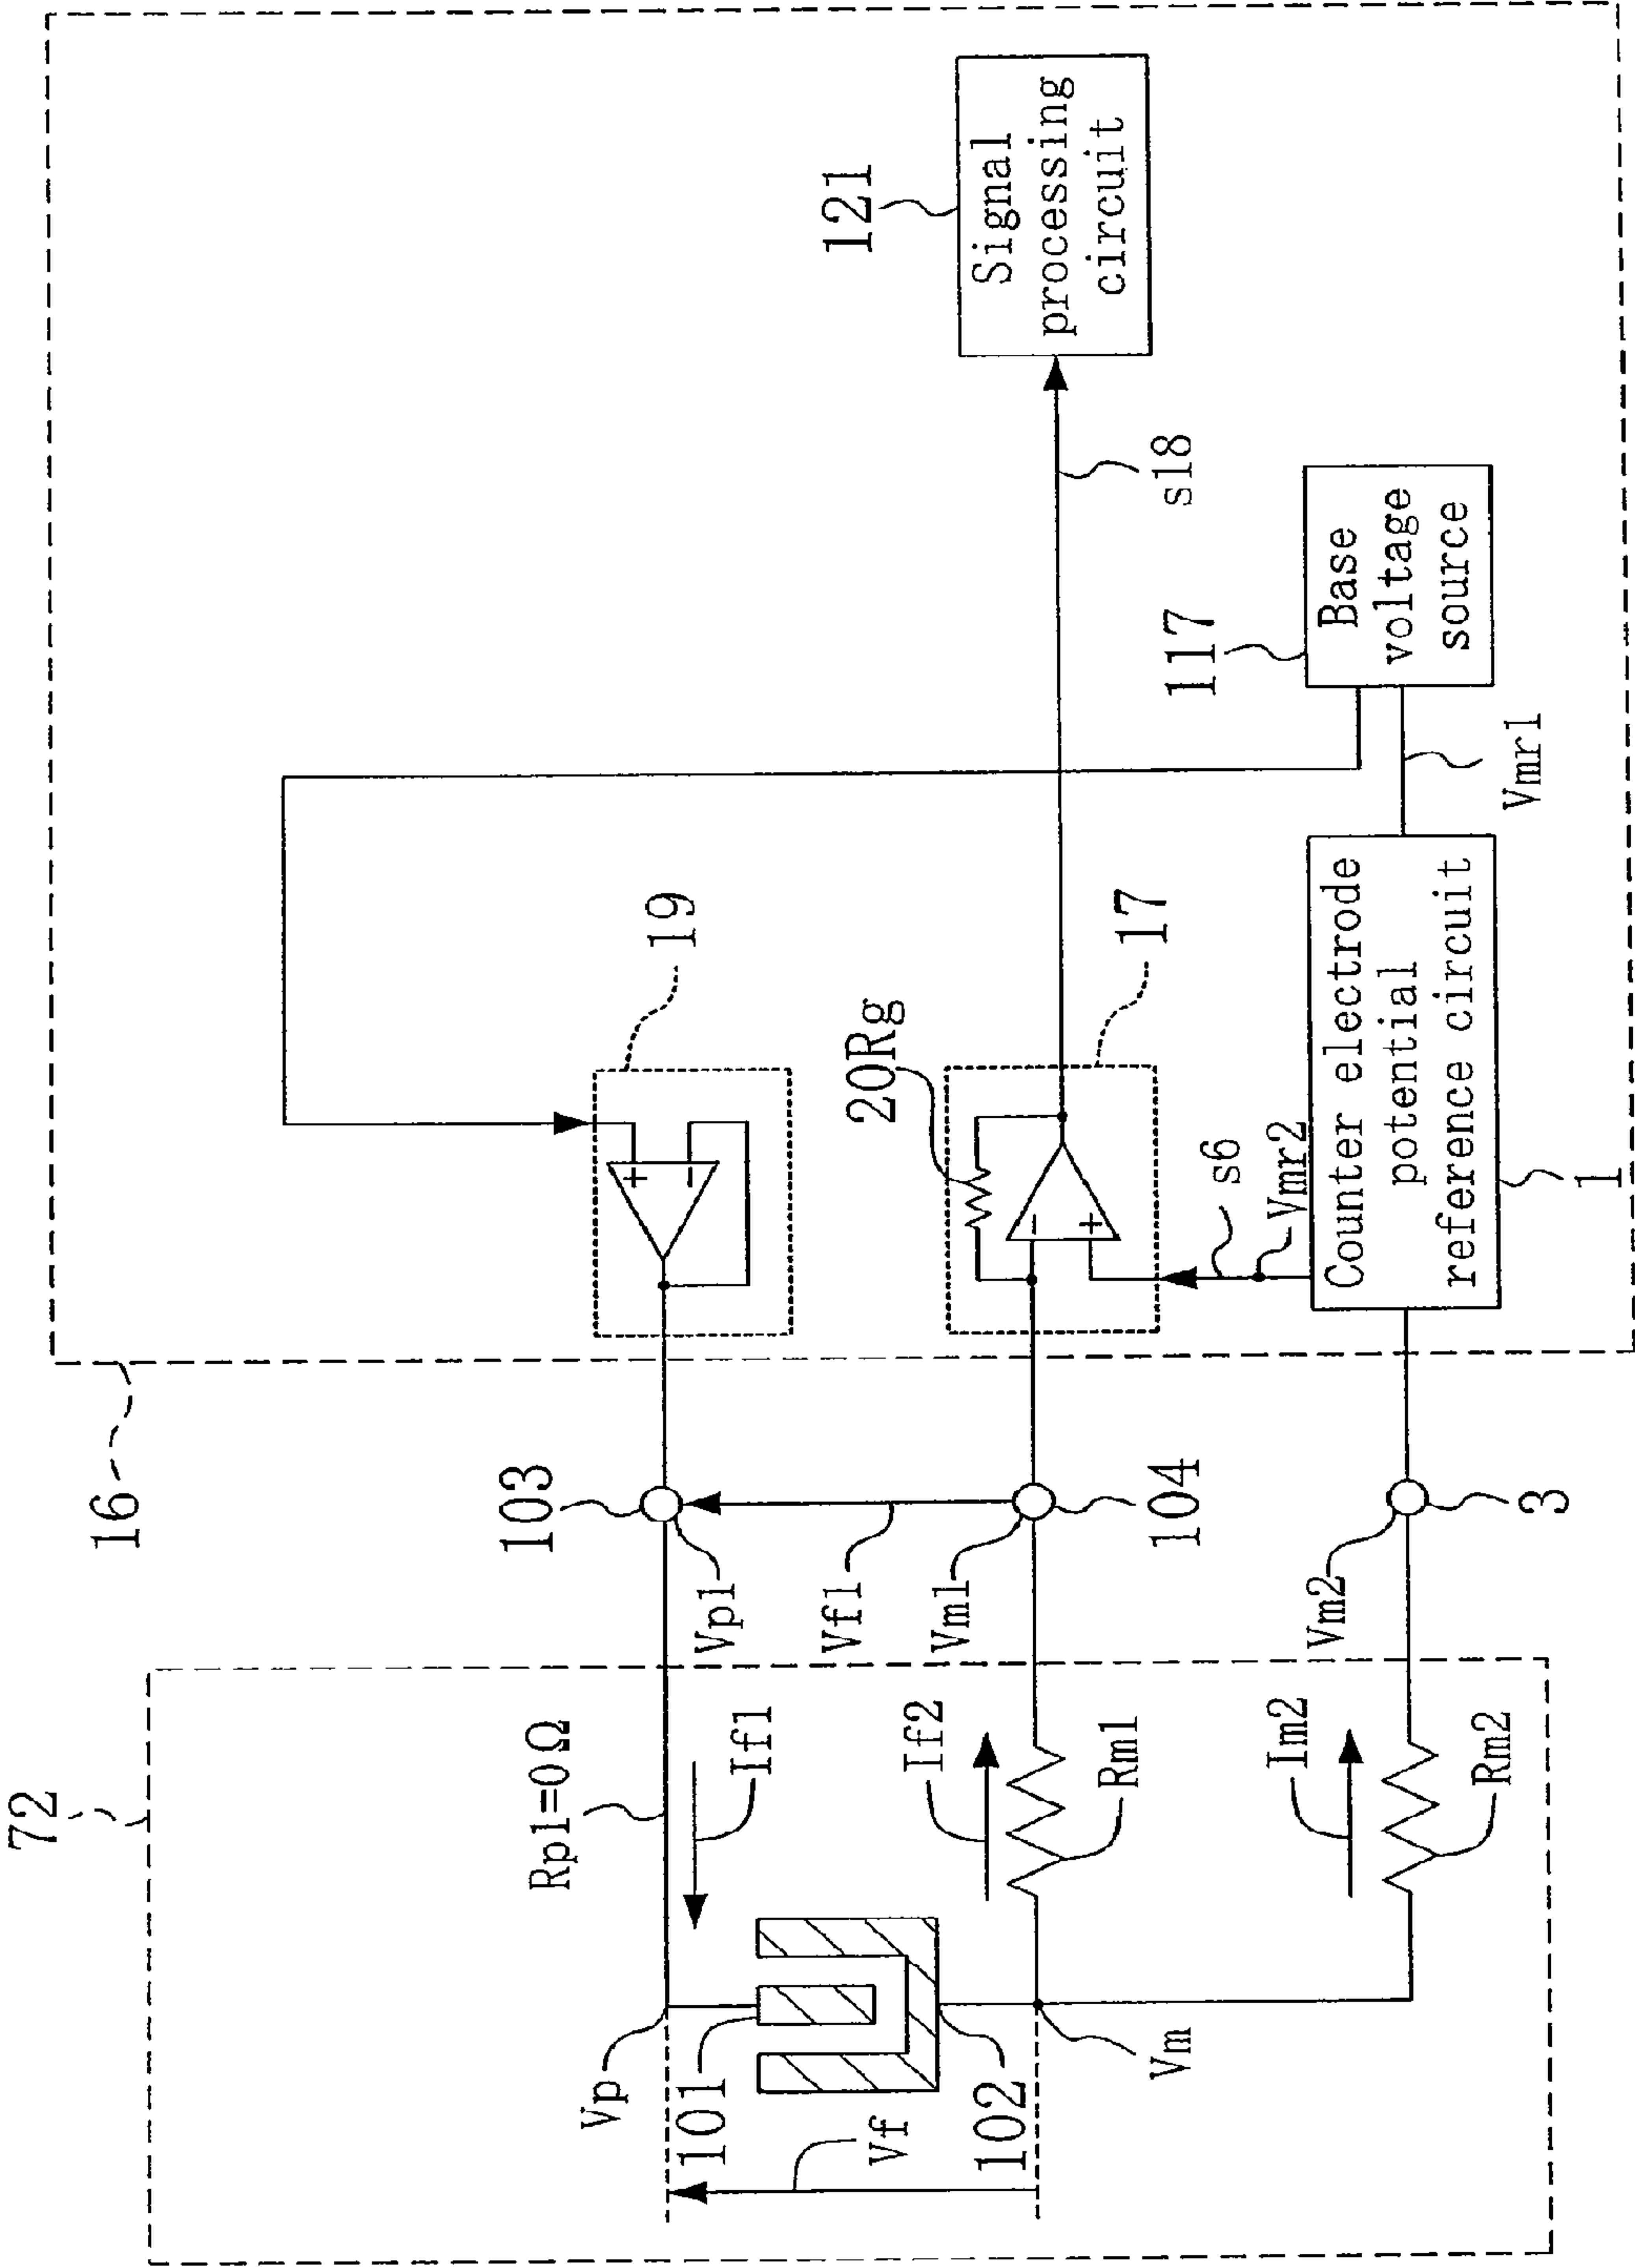 72
16
Rp1=0Ω
Vp
101
Vf
102
If1
If2
Rm1
Vm
Im2
Rm2
103
Vp1
Vf1
Vm1
104
Vm2
3
19
+
−
20Rg
17
−
+
s6
Vmr2
Counter electrode
potential
reference circuit
1
Vmr1
117
Base
voltage
source
s18
121
Signal
processing
circuit